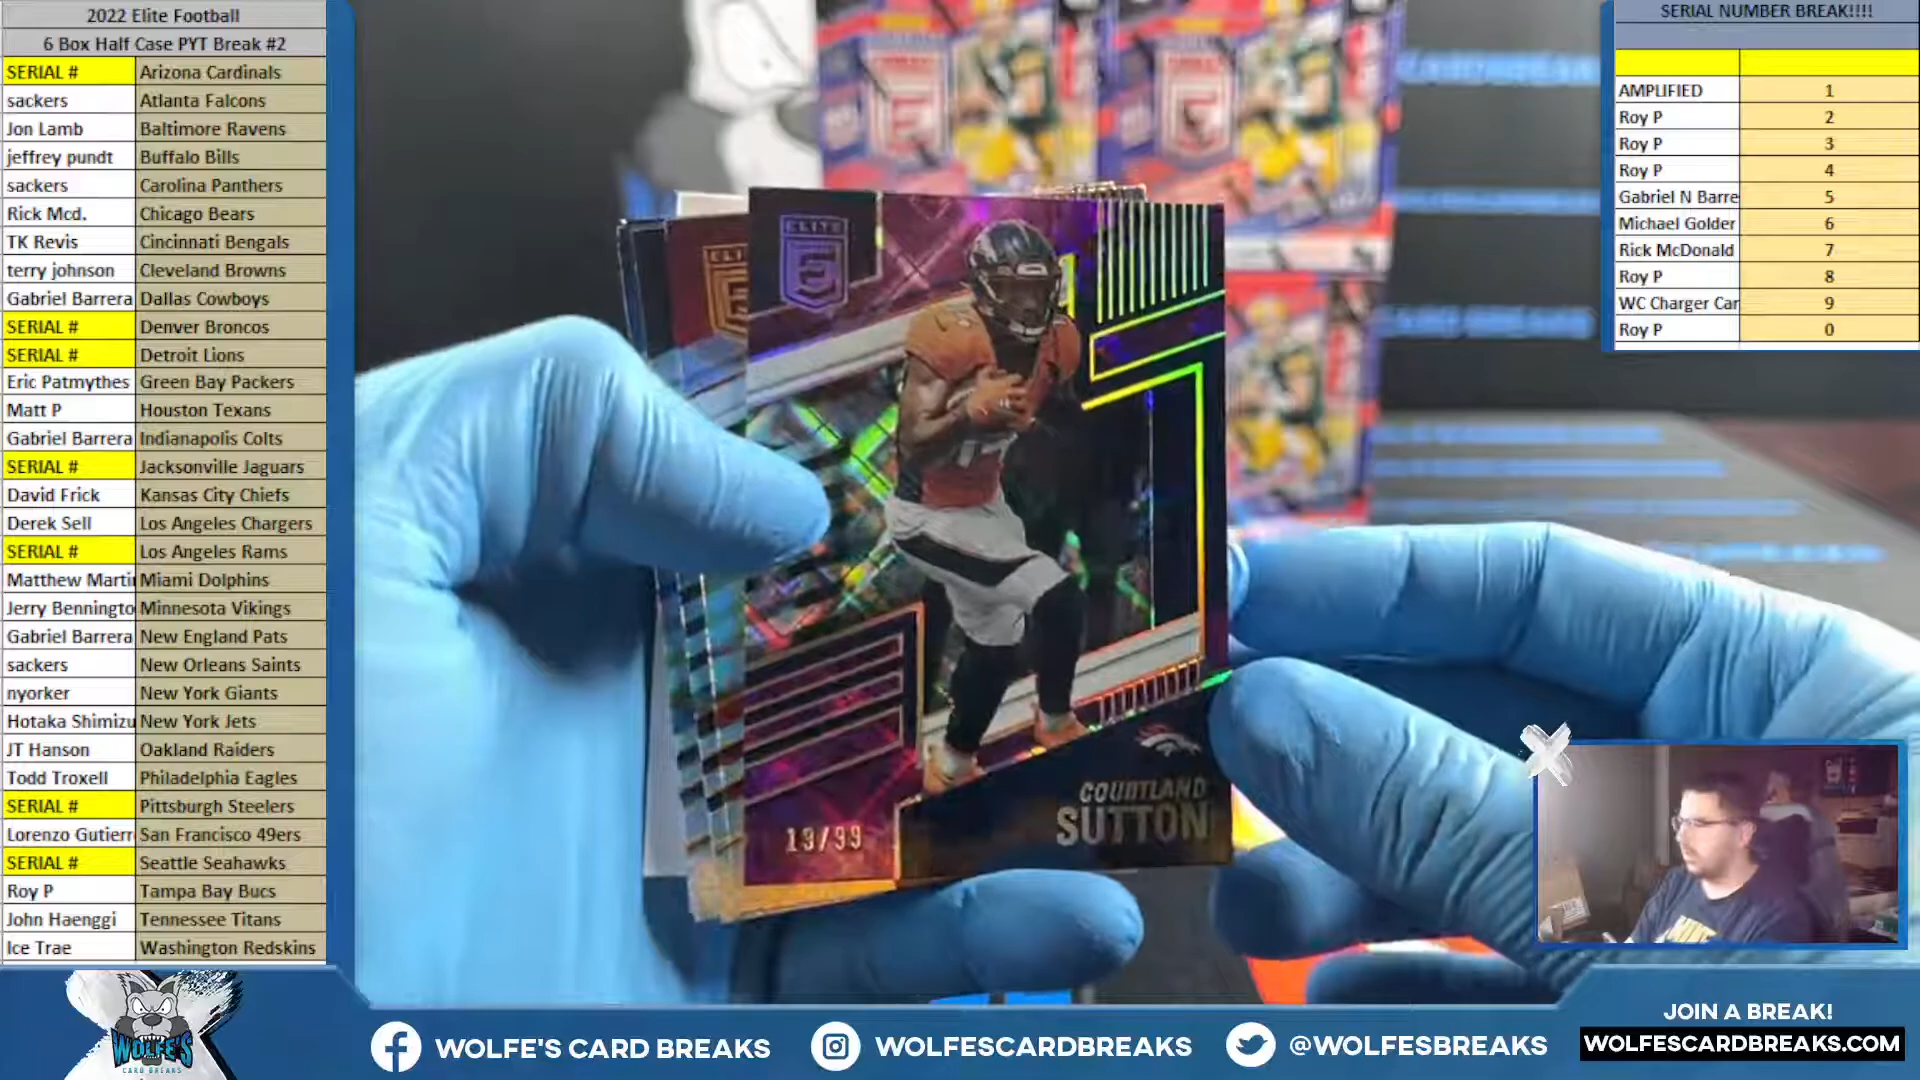 2022 Elite Football
6 Box Half Case PYT Break #2
SERIAL # Arizona Cardinals
sackers Atlanta Falcons
Jon Lamb Baltimore Ravens
jeffrey pundt Buffalo Bills
sackers Carolina Panthers
Rick Mcd. Chicago Bears
TK Revis Cincinnati Bengals
terry johnson Cleveland Browns
Gabriel Barrera Dallas Cowboys
SERIAL # Denver Broncos
SERIAL # Detroit Lions
Eric Patmythes Green Bay Packers
Matt P Houston Texans
Gabriel Barrera Indianapolis Colts
SERIAL # Jacksonville Jaguars
David Frick Kansas City Chiefs
Derek Sell Los Angeles Chargers
SERIAL # Los Angeles Rams
Matthew Marti Miami Dolphins
Jerry Benningto Minnesota Vikings
Gabriel Barrera New England Pats
sackers New Orleans Saints
nyorker New York Giants
Hotaka Shimizu New York Jets
JT Hanson Oakland Raiders
Todd Troxell Philadelphia Eagles
SERIAL # Pittsburgh Steelers
Lorenzo Gutierr San Francisco 49ers
SERIAL # Seattle Seahawks
Roy P Tampa Bay Bucs
John Haenggi Tennessee Titans
Ice Trae Washington Redskins
SERIAL NUMBER BREAK!!!!
AMPLIFIED 1
Roy P 2
Roy P 3
Roy P 4
Gabriel N Barre 5
Michael Golder 6
Rick McDonald 7
Roy P 8
WC Charger Car 9
Roy P 0
ELITE
E
COURTLAND
SUTTON
19/99
WOLFE'S
CARD BREAKS
WOLFE'S CARD BREAKS
WOLFESCARDBREAKS
@WOLFESBREAKS
JOIN A BREAK!
WOLFESCARDBREAKS.COM